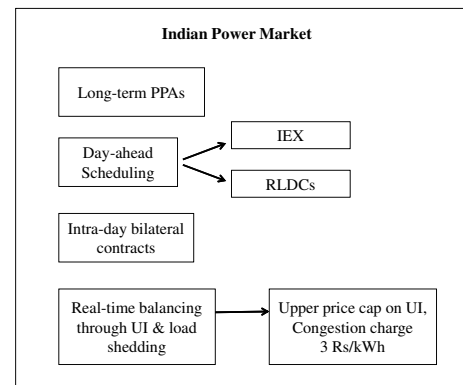 Indian Power Market
Long-term PPAs
Day-ahead
Scheduling
IEX
RLDCs
Intra-day bilateral
contracts
Real-time balancing
through UI & load
shedding
Upper price cap on UI,
Congestion charge
3 Rs/kWh